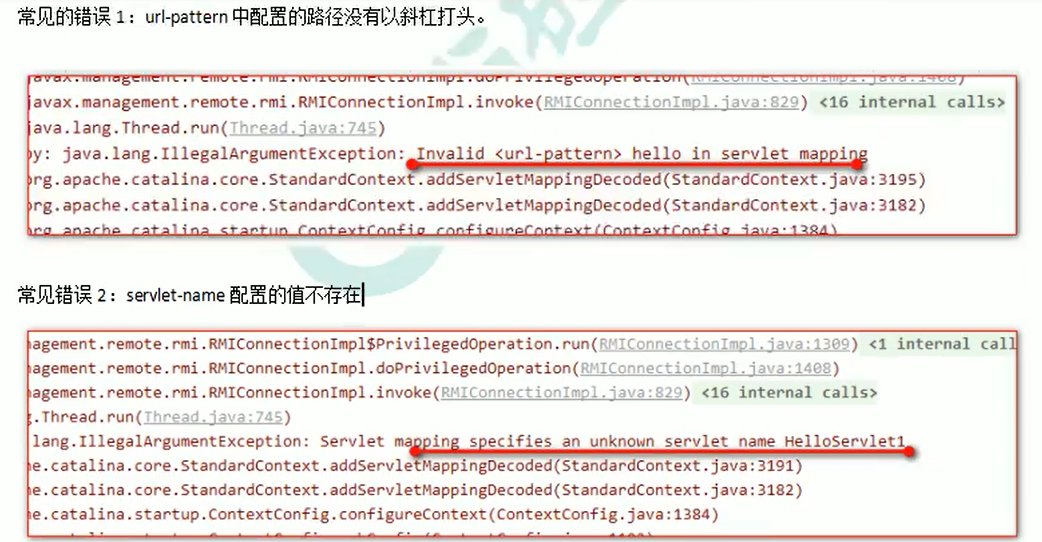 常见的错误 1：url-pattern 中配置的路径没有以斜杠打头。
javax.management.remote.rmi.RMIConnectionImpl.doPrivilegedOperation(RMIConnectionImpl.java:1408)
javax.management.remote.rmi.RMIConnectionImpl.invoke(RMIConnectionImpl.java:829) <16 internal calls>
java.lang.Thread.run(Thread.java:745)
by: java.lang.IllegalArgumentException: Invalid <url-pattern> hello in servlet mapping
org.apache.catalina.core.StandardContext.addServletMappingDecoded(StandardContext.java:3195)
org.apache.catalina.core.StandardContext.addServletMappingDecoded(StandardContext.java:3182)
org.apache.catalina.startup.ContextConfig.configureContext(ContextConfig.java:1384)
常见错误 2：servlet-name 配置的值不存在
nagement.remote.rmi.RMIConnectionImpl$PrivilegedOperation.run(RMIConnectionImpl.java:1309) <1 internal call
nagement.remote.rmi.RMIConnectionImpl.doPrivilegedOperation(RMIConnectionImpl.java:1408)
nagement.remote.rmi.RMIConnectionImpl.invoke(RMIConnectionImpl.java:829) <16 internal calls>
g.Thread.run(Thread.java:745)
lang.IllegalArgumentException: Servlet mapping specifies an unknown servlet name HelloServlet1
he.catalina.core.StandardContext.addServletMappingDecoded(StandardContext.java:3191)
he.catalina.core.StandardContext.addServletMappingDecoded(StandardContext.java:3182)
he.catalina.startup.ContextConfig.configureContext(ContextConfig.java:1384)